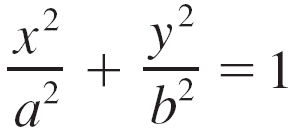 x²/a² + y²/b² = 1